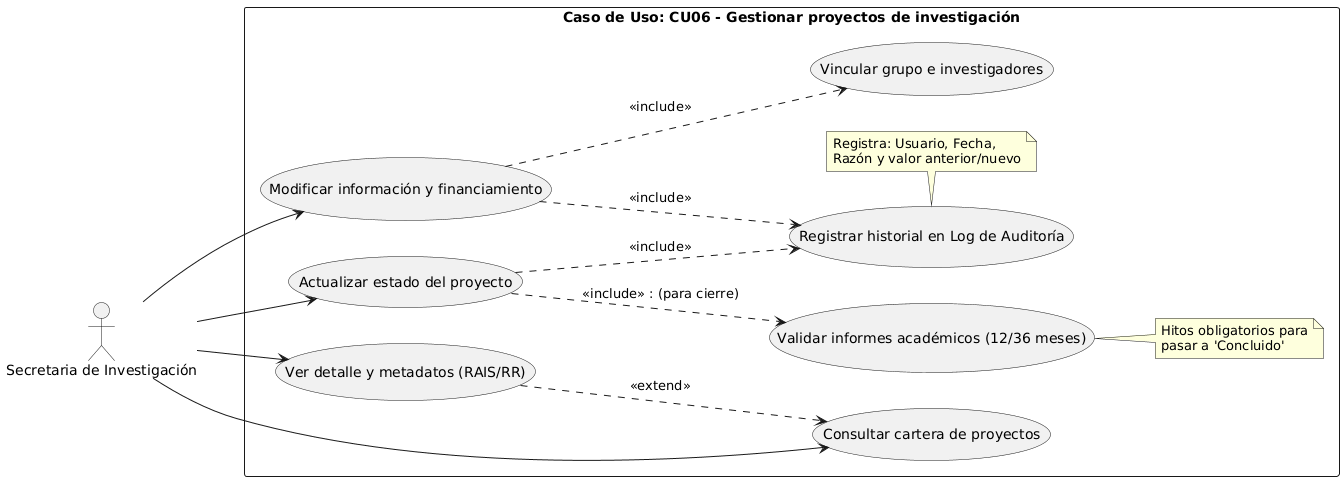 Caso de Uso: CU06 - Gestionar proyectos de investigación
Vincular grupo e investigadores
«include»
Registra: Usuario, Fecha,
Razón y valor anterior/nuevo
Modificar información y financiamiento
«include»
Registrar historial en Log de Auditoría
«include»
Actualizar estado del proyecto
«include» : (para cierre)
Validar informes académicos (12/36 meses)
Hitos obligatorios para
pasar a 'Concluido'
Secretaria de Investigación
Ver detalle y metadatos (RAIS/RR)
«extend»
Consultar cartera de proyectos